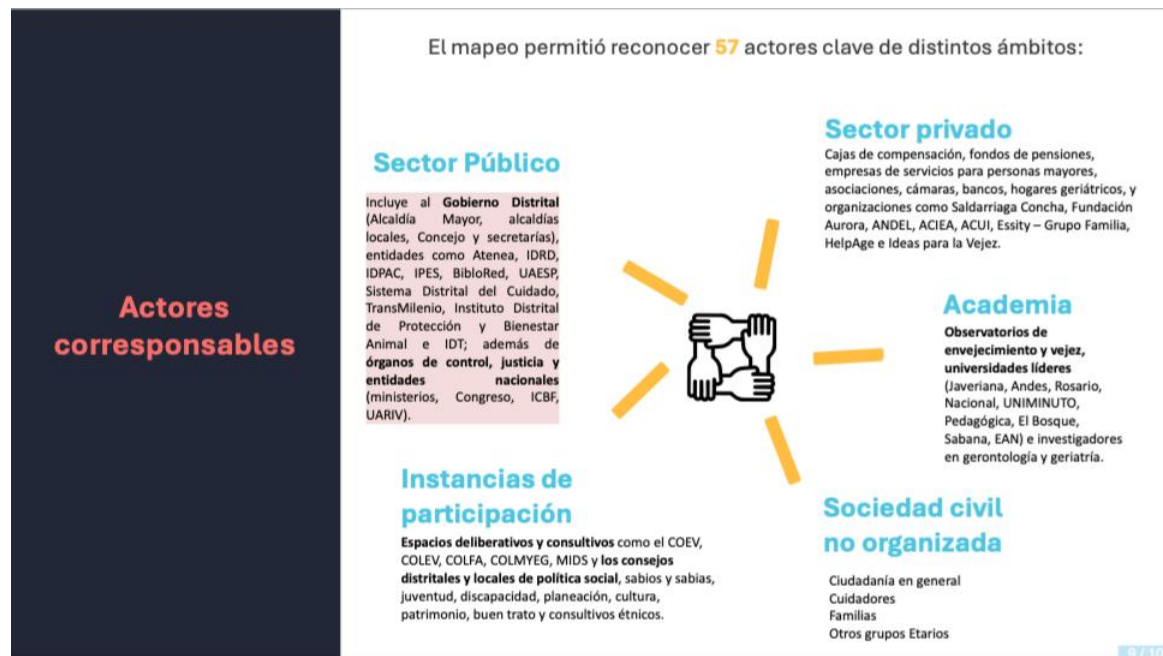 El mapeo permitió reconocer 57 actores clave de distintos ámbitos:
Actores
corresponsables
Sector Público
Incluye al Gobierno Distrital
(Alcaldía Mayor, alcaldías
locales, Concejo y secretarías),
entidades como Atenea, IDRD,
IDPAC, IPES, BibloRed, UAESP,
Sistema Distrital del Cuidado,
TransMilenio, Instituto Distrital
de Protección y Bienestar
Animal e IDT; además de
órganos de control, justicia y
entidades nacionales
(ministerios, Congreso, ICBF,
UARIV).
Instancias de
participación
Espacios deliberativos y consultivos como el COEV,
COLEV, COLFA, COLMYEG, MIDS y los consejos
distritales y locales de política social, sabios y sabias,
juventud, discapacidad, planeación, cultura,
patrimonio, buen trato y consultivos étnicos.
Sector privado
Cajas de compensación, fondos de pensiones,
empresas de servicios para personas mayores,
asociaciones, cámaras, bancos, hogares geriátricos, y
organizaciones como Saldarriaga Concha, Fundación
Aurora, ANDEL, ACIEA, ACUI, Essity – Grupo Familia,
HelpAge e Ideas para la Vejez.
Academia
Observatorios de
envejecimiento y vejez,
universidades líderes
(Javeriana, Andes, Rosario,
Nacional, UNIMINUTO,
Pedagógica, El Bosque,
Sabana, EAN) e investigadores
en gerontología y geriatría.
Sociedad civil
no organizada
Ciudadanía en general
Cuidadores
Familias
Otros grupos Etarios
9 / 10